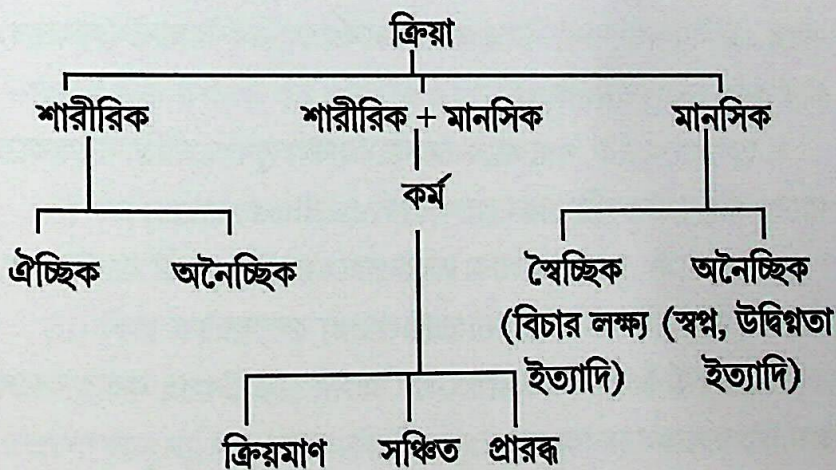 ক্রিয়া
শারীরিক শারীরিক + মানসিক মানসিক
কর্ম
ঐচ্ছিক অনৈচ্ছিক স্বৈচ্ছিক অনৈচ্ছিক
(বিচার লক্ষ্য (স্বপ্ন, উদ্বিগ্নতা
ইত্যাদি) ইত্যাদি)
ক্রিয়মাণ সঞ্চিত প্রারব্ধ